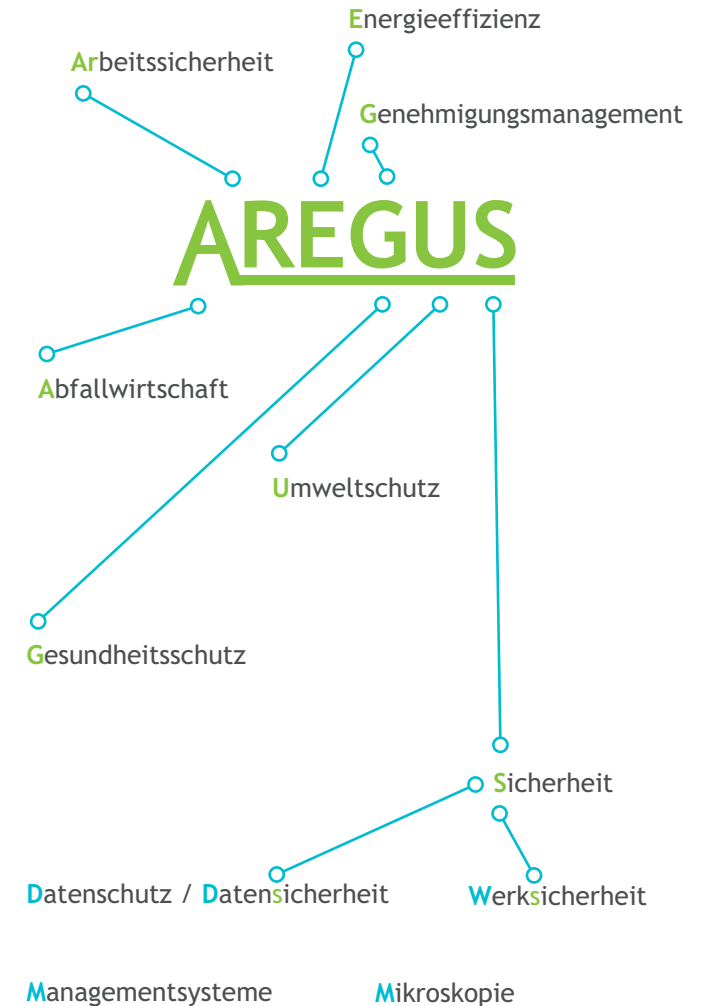 Energieeffizienz
Arbeitssicherheit
Genehmigungsmanagement
AREGUS
Abfallwirtschaft
Umweltschutz
Gesundheitsschutz
Sicherheit
Datenschutz / Datensicherheit
Werksicherheit
Managementsysteme
Mikroskopie